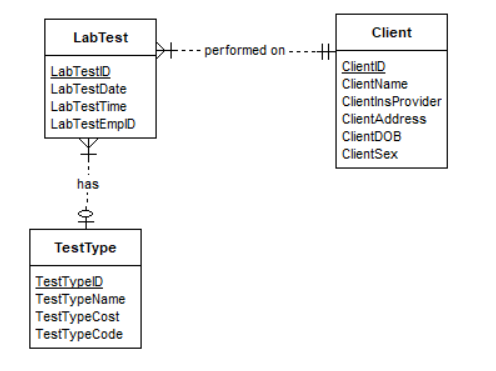 LabTest
LabTestID
LabTestDate
LabTestTime
LabTestEmpID
performed on
Client
ClientID
ClientName
ClientInsProvider
ClientAddress
ClientDOB
ClientSex
has
TestType
TestTypeID
TestTypeName
TestTypeCost
TestTypeCode